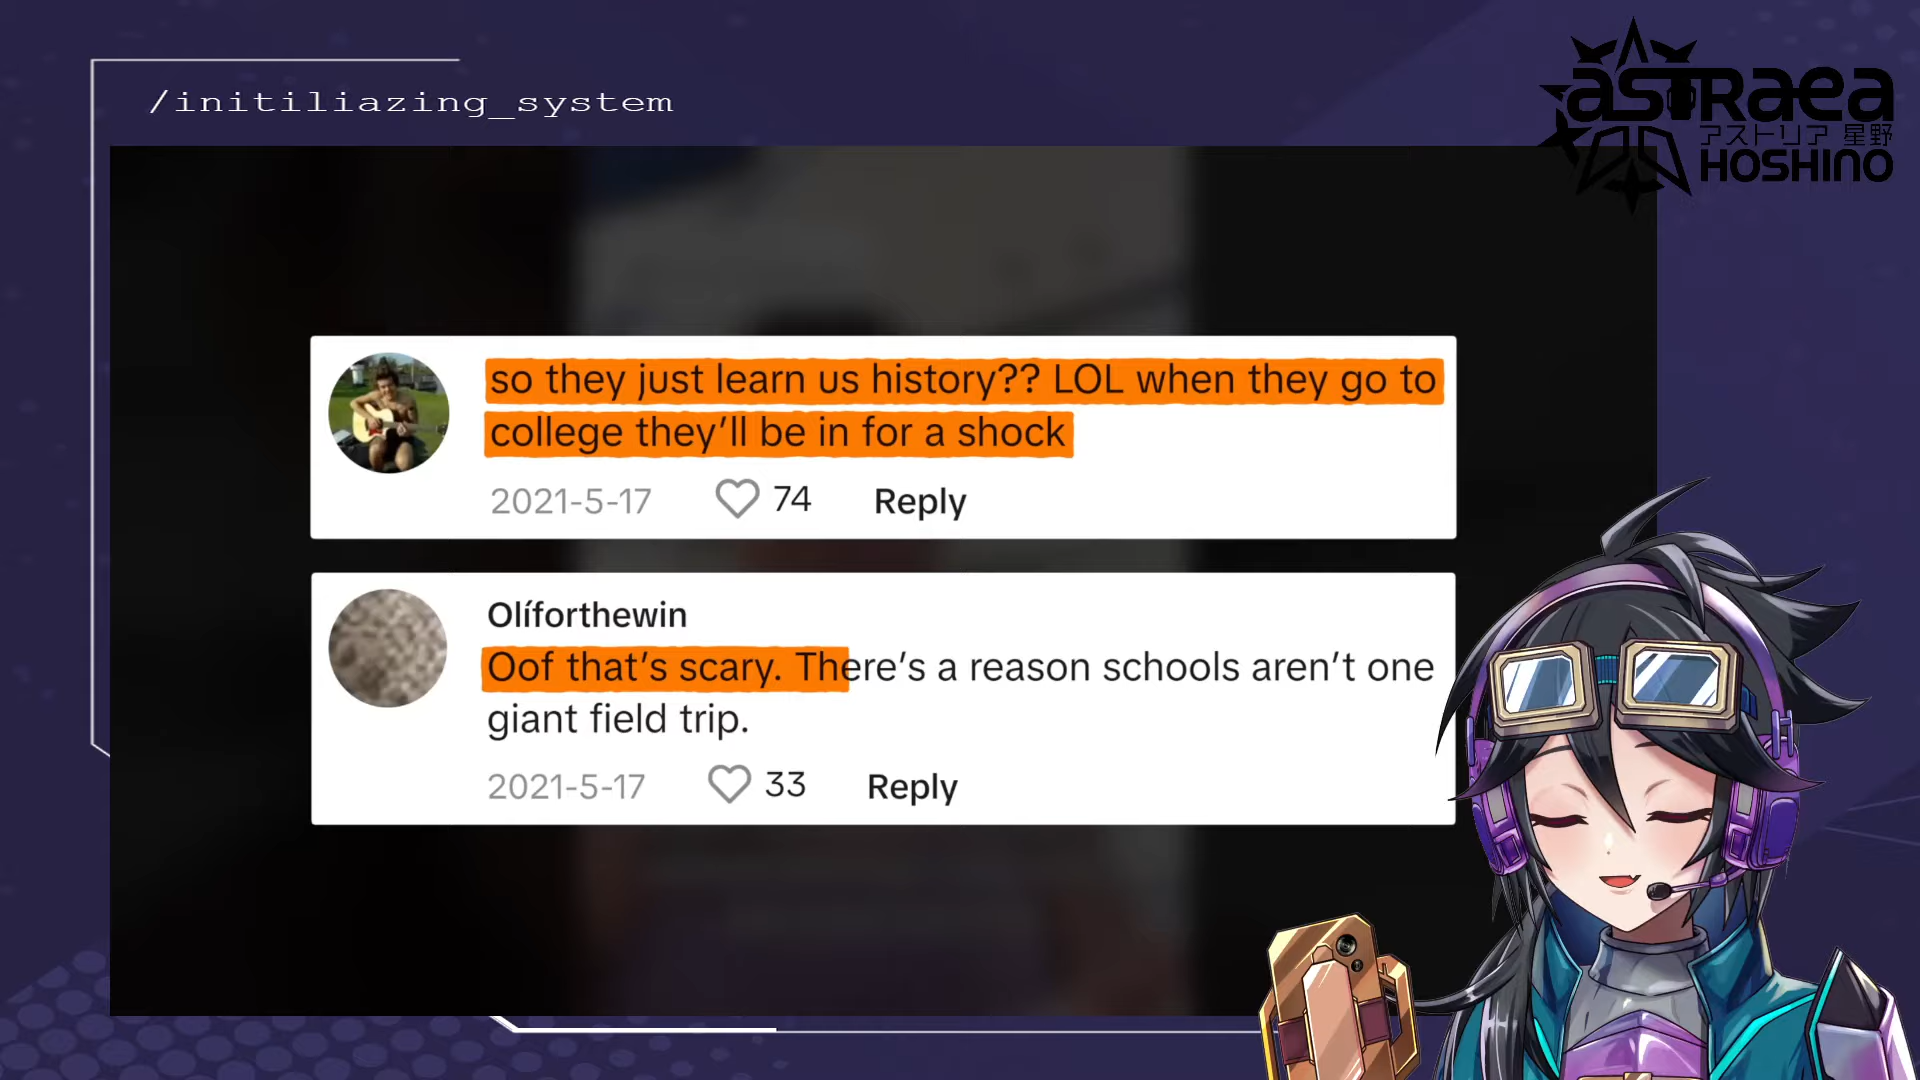 /initiliazing_system
astraea
アストリア 星野
HOSHINO
so they just learn us history?? LOL when they go to
college they’ll be in for a shock
2021-5-17 74 Reply
Olíforthewin
Oof that’s scary. There’s a reason schools aren’t one
giant field trip.
2021-5-17 33 Reply